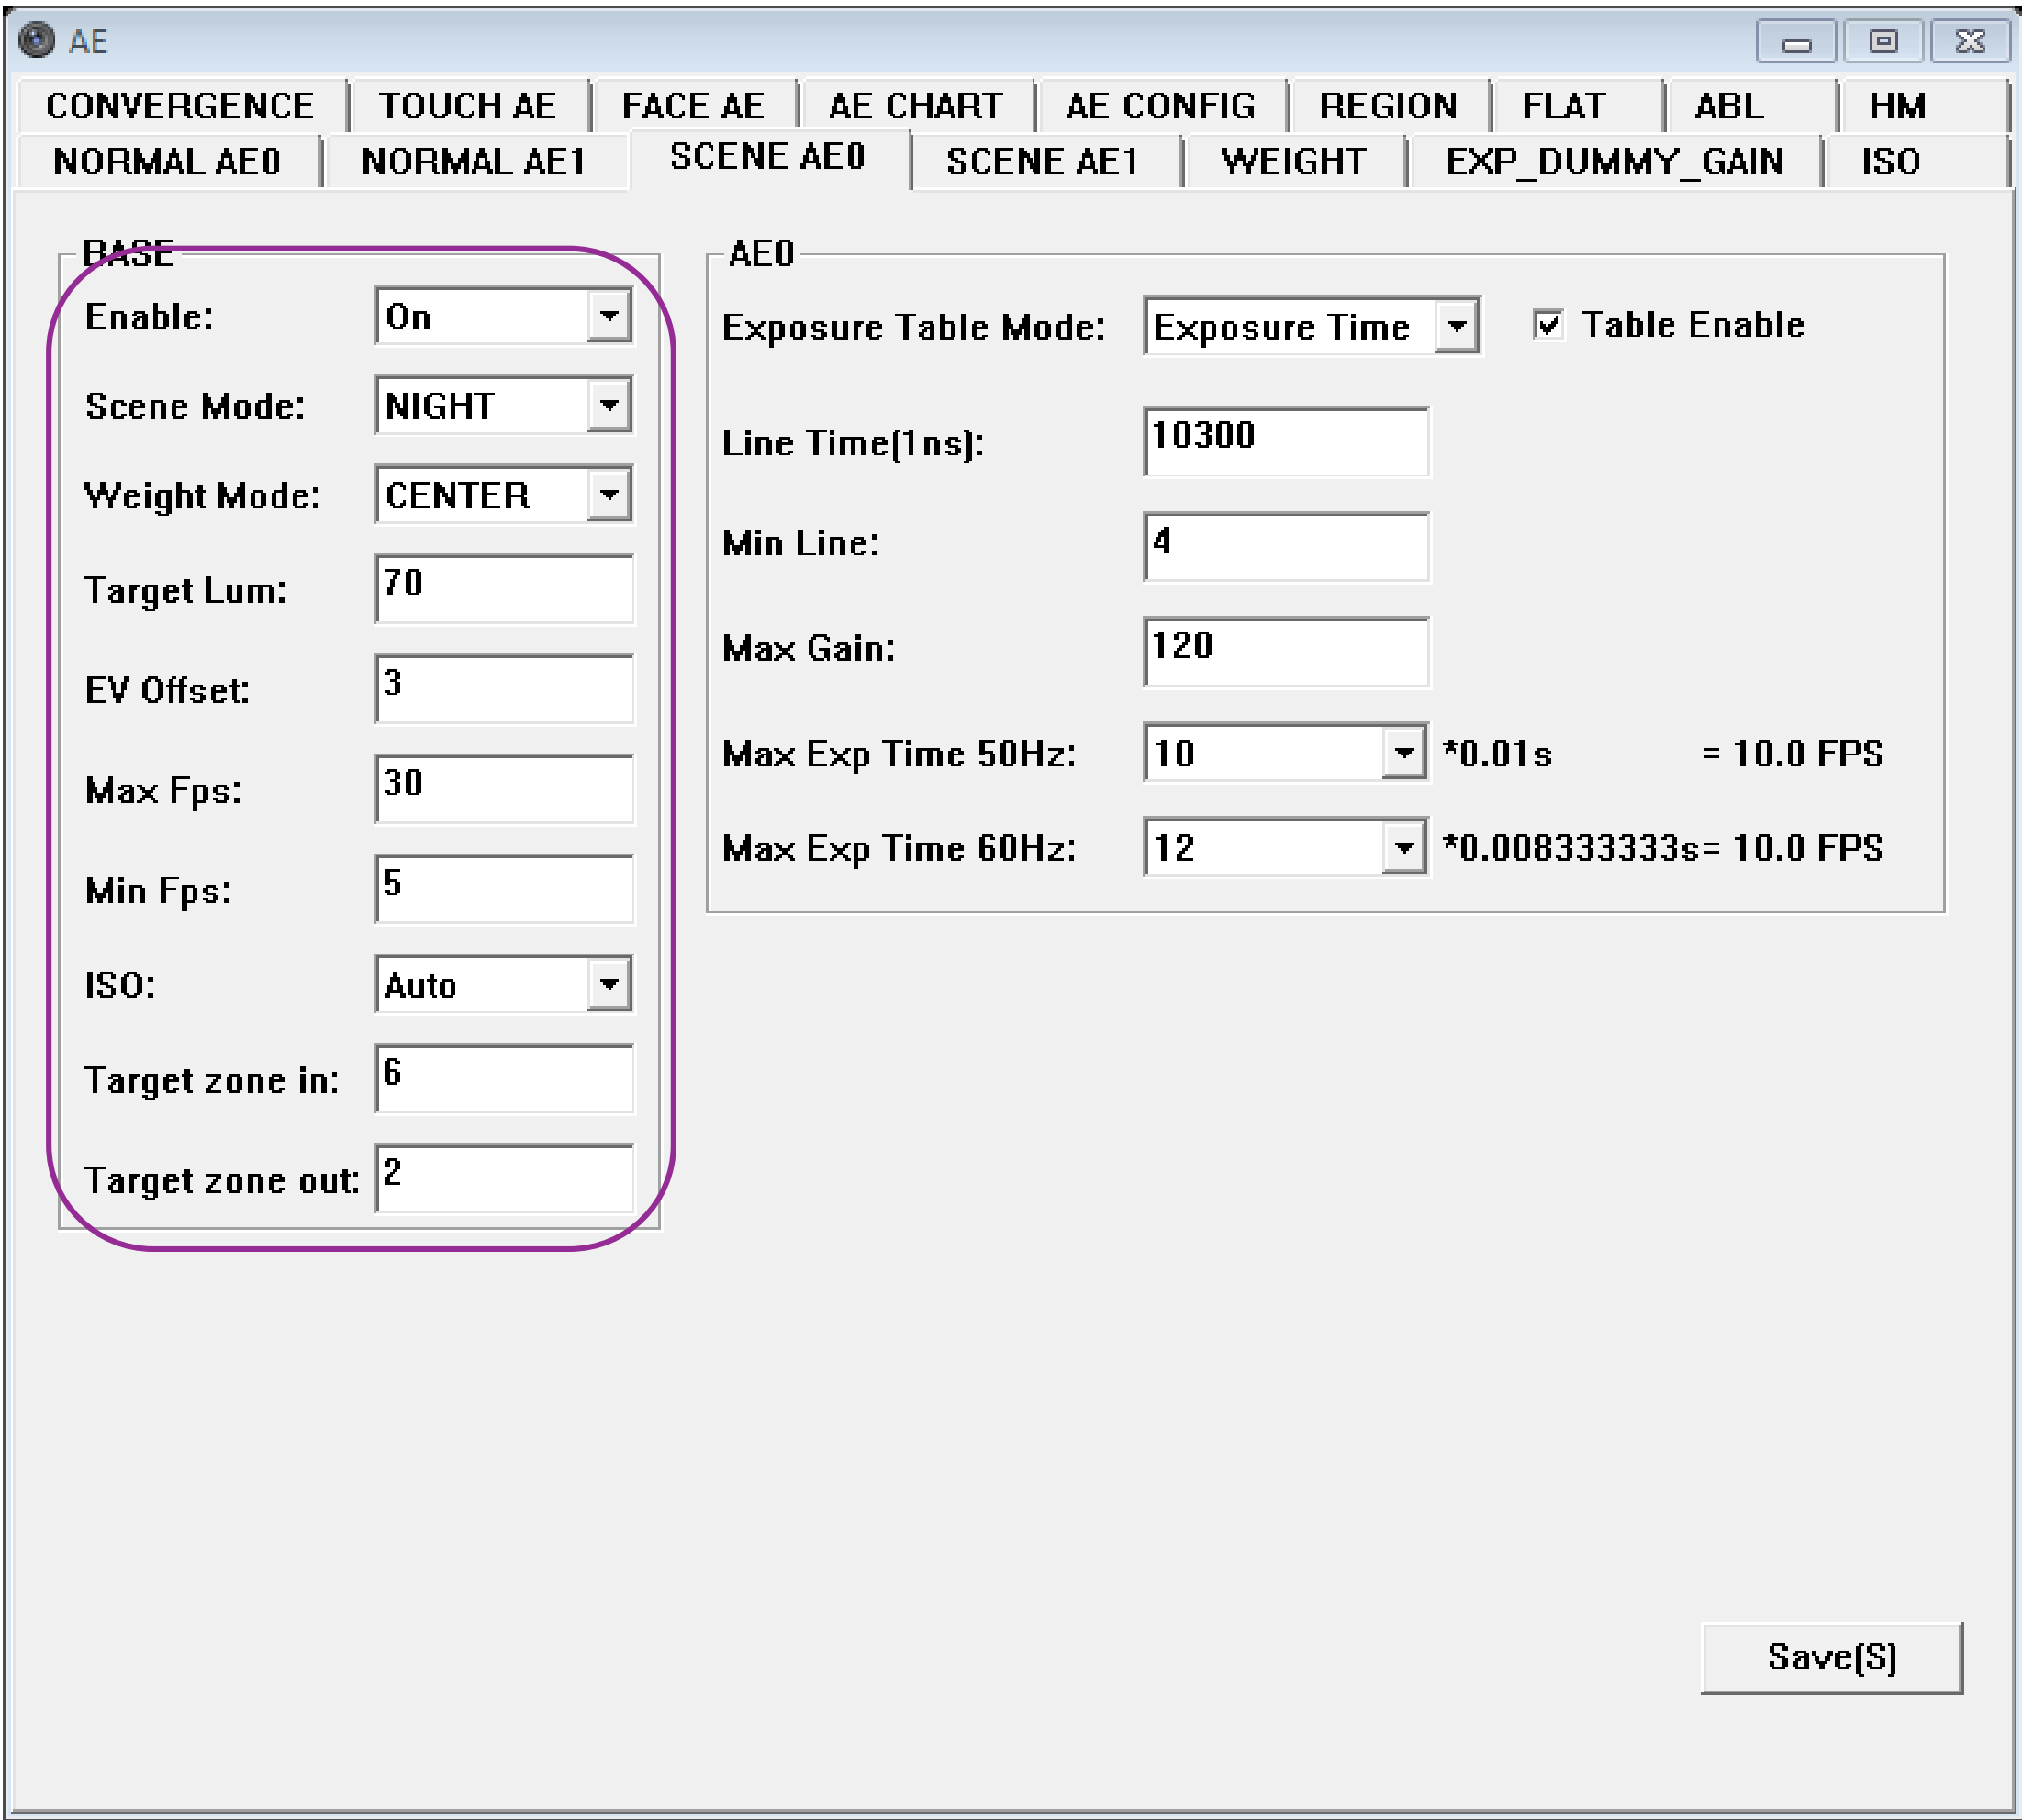 AE
CONVERGENCE TOUCH AE FACE AE AE CHART AE CONFIG REGION FLAT ABL HM
NORMAL AE0 NORMAL AE1 SCENE AE0 SCENE AE1 WEIGHT EXP_DUMMY_GAIN ISO
BASE
Enable: On
Scene Mode: NIGHT
Weight Mode: CENTER
Target Lum: 70
EV Offset: 3
Max Fps: 30
Min Fps: 5
ISO: Auto
Target zone in: 6
Target zone out: 2
AE0
Exposure Table Mode: Exposure Time Table Enable
Line Time(1ns): 10300
Min Line: 4
Max Gain: 120
Max Exp Time 50Hz: 10 *0.01s = 10.0 FPS
Max Exp Time 60Hz: 12 *0.008333333s= 10.0 FPS
Save(S)